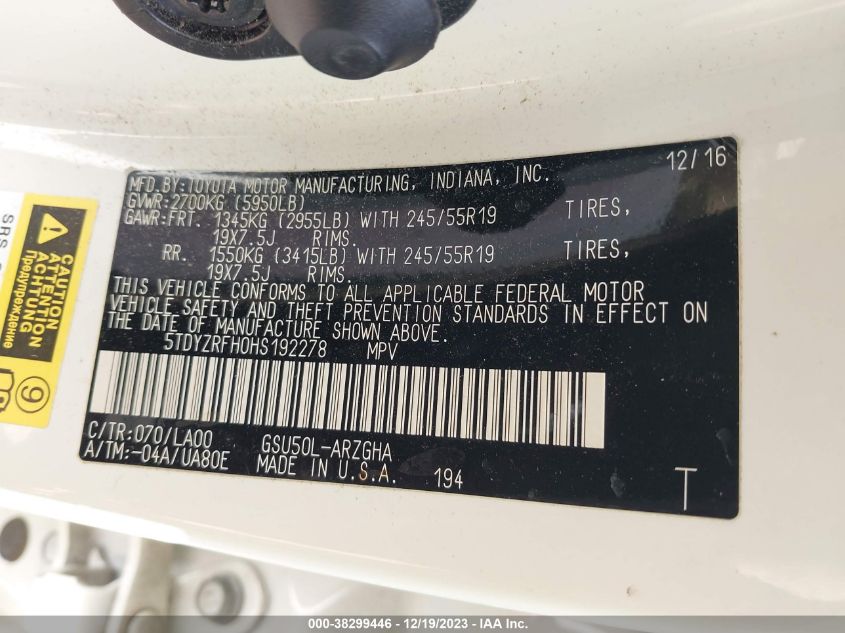 12/16
MFD.BY:TOYOTA MOTOR MANUFACTURING, INDIANA, INC.
GVWR:2700KG (5950LB)
GAWR:FRT. 1345KG (2955LB) WITH 245/55R19 TIRES,
19X7.5J RIMS.
RR. 1550KG (3415LB) WITH 245/55R19 TIRES,
19X7.5J RIMS.
THIS VEHICLE CONFORMS TO ALL APPLICABLE FEDERAL MOTOR
VEHICLE SAFETY AND THEFT PREVENTION STANDARDS IN EFFECT ON
THE DATE OF MANUFACTURE SHOWN ABOVE.
5TDYZRFH0HS192278 MPV
C/TR:070/LA00 GSU50L-ARZGHA
A/TM:-04A/UA80E MADE IN U.S.A. 194 T
SRS
CAUTION
ATTENTION
ACHTUNG
Предупреждение
9
000-38299446 - 12/19/2023 - IAA Inc.